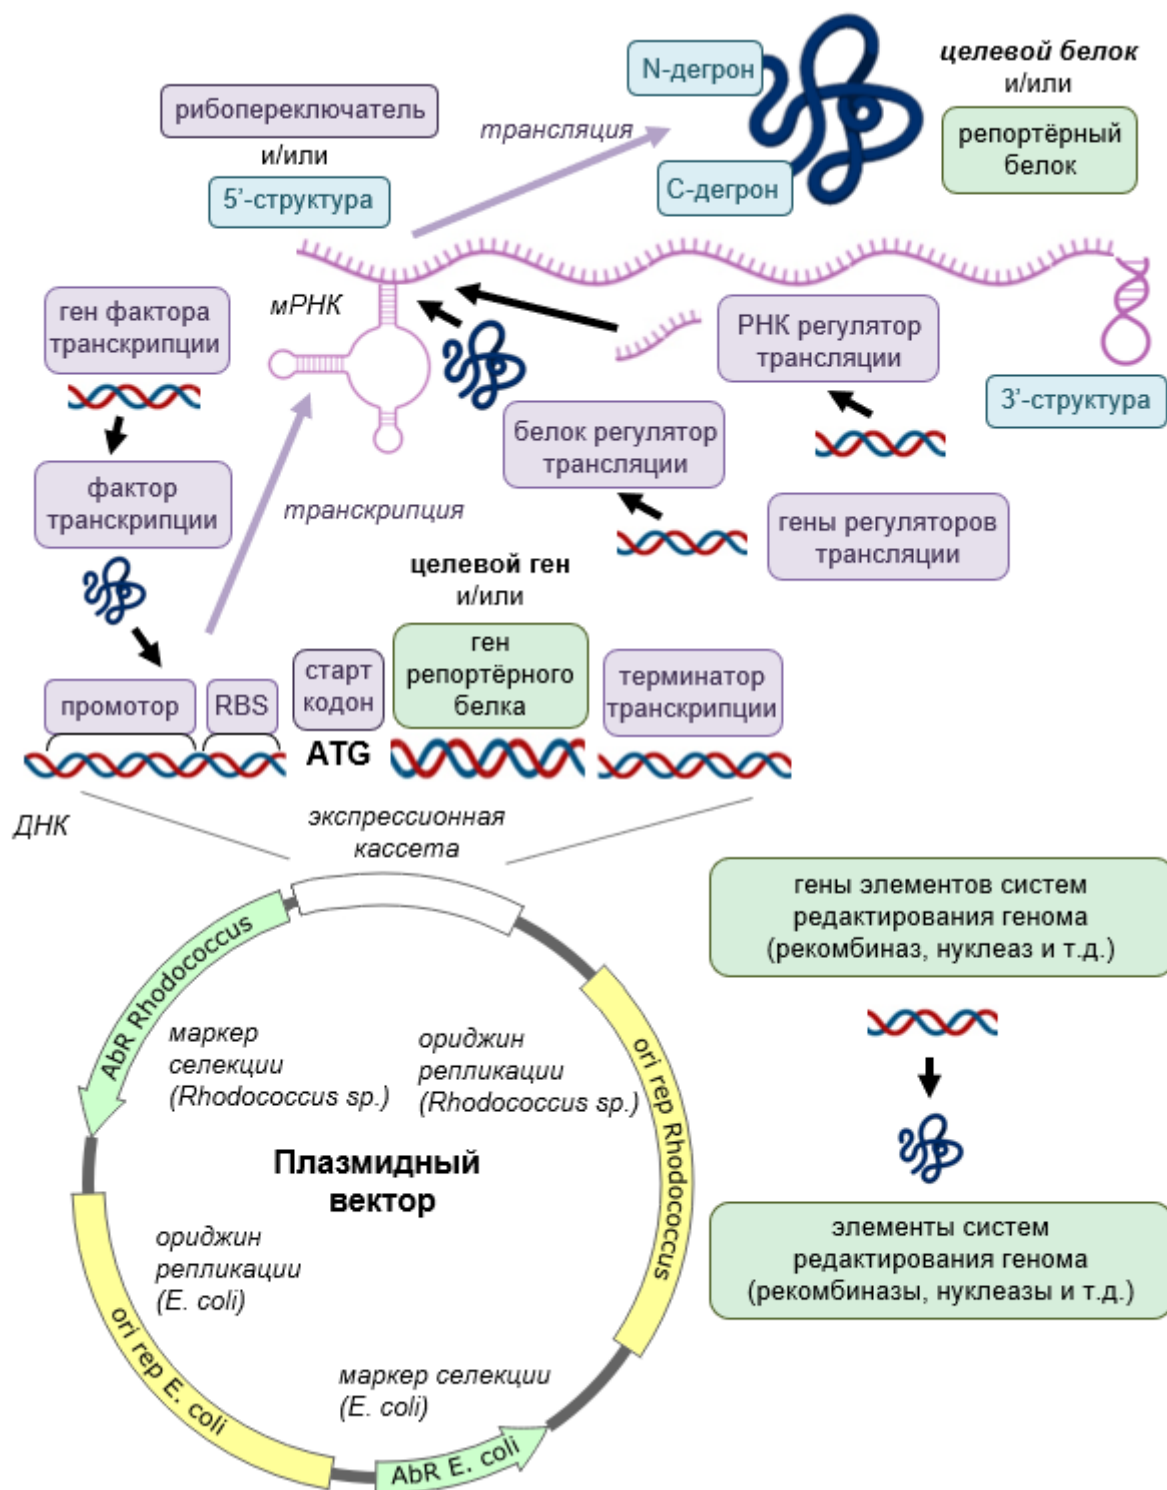 N-дегрон
целевой белок
и/или
репортёрный
белок
рибопереключатель
и/или
5’-структура
трансляция
С-дегрон
мРНК
ген фактора
транскрипции
РНК регулятор
трансляции
3’-структура
белок регулятор
трансляции
фактор
транскрипции
транскрипция
гены регуляторов
трансляции
целевой ген
и/или
ген
репортёрного
белка
старт
кодон
терминатор
транскрипции
промотор
RBS
ATG
ДНК
экспрессионная
кассета
гены элементов систем
редактирования генома
(рекомбиназ, нуклеаз и т.д.)
AbR Rhodococcus
маркер
селекции
(Rhodococcus sp.)
ориджин
репликации
(Rhodococcus sp.)
ori rep Rhodococcus
Плазмидный
вектор
элементы систем
редактирования генома
(рекомбиназы, нуклеазы и т.д.)
ориджин
репликации
(E. coli)
ori rep E. coli
маркер селекции
(E. coli)
AbR E. coli